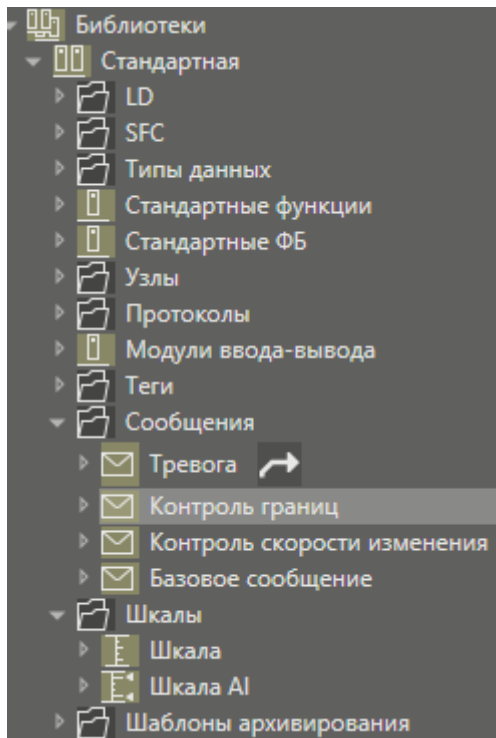 Библиотеки
Стандартная
LD
SFC
Типы данных
Стандартные функции
Стандартные ФБ
Узлы
Протоколы
Модули ввода-вывода
Теги
Сообщения
Тревога
Контроль границ
Контроль скорости изменения
Базовое сообщение
Шкалы
Шкала
Шкала AI
Шаблоны архивирования